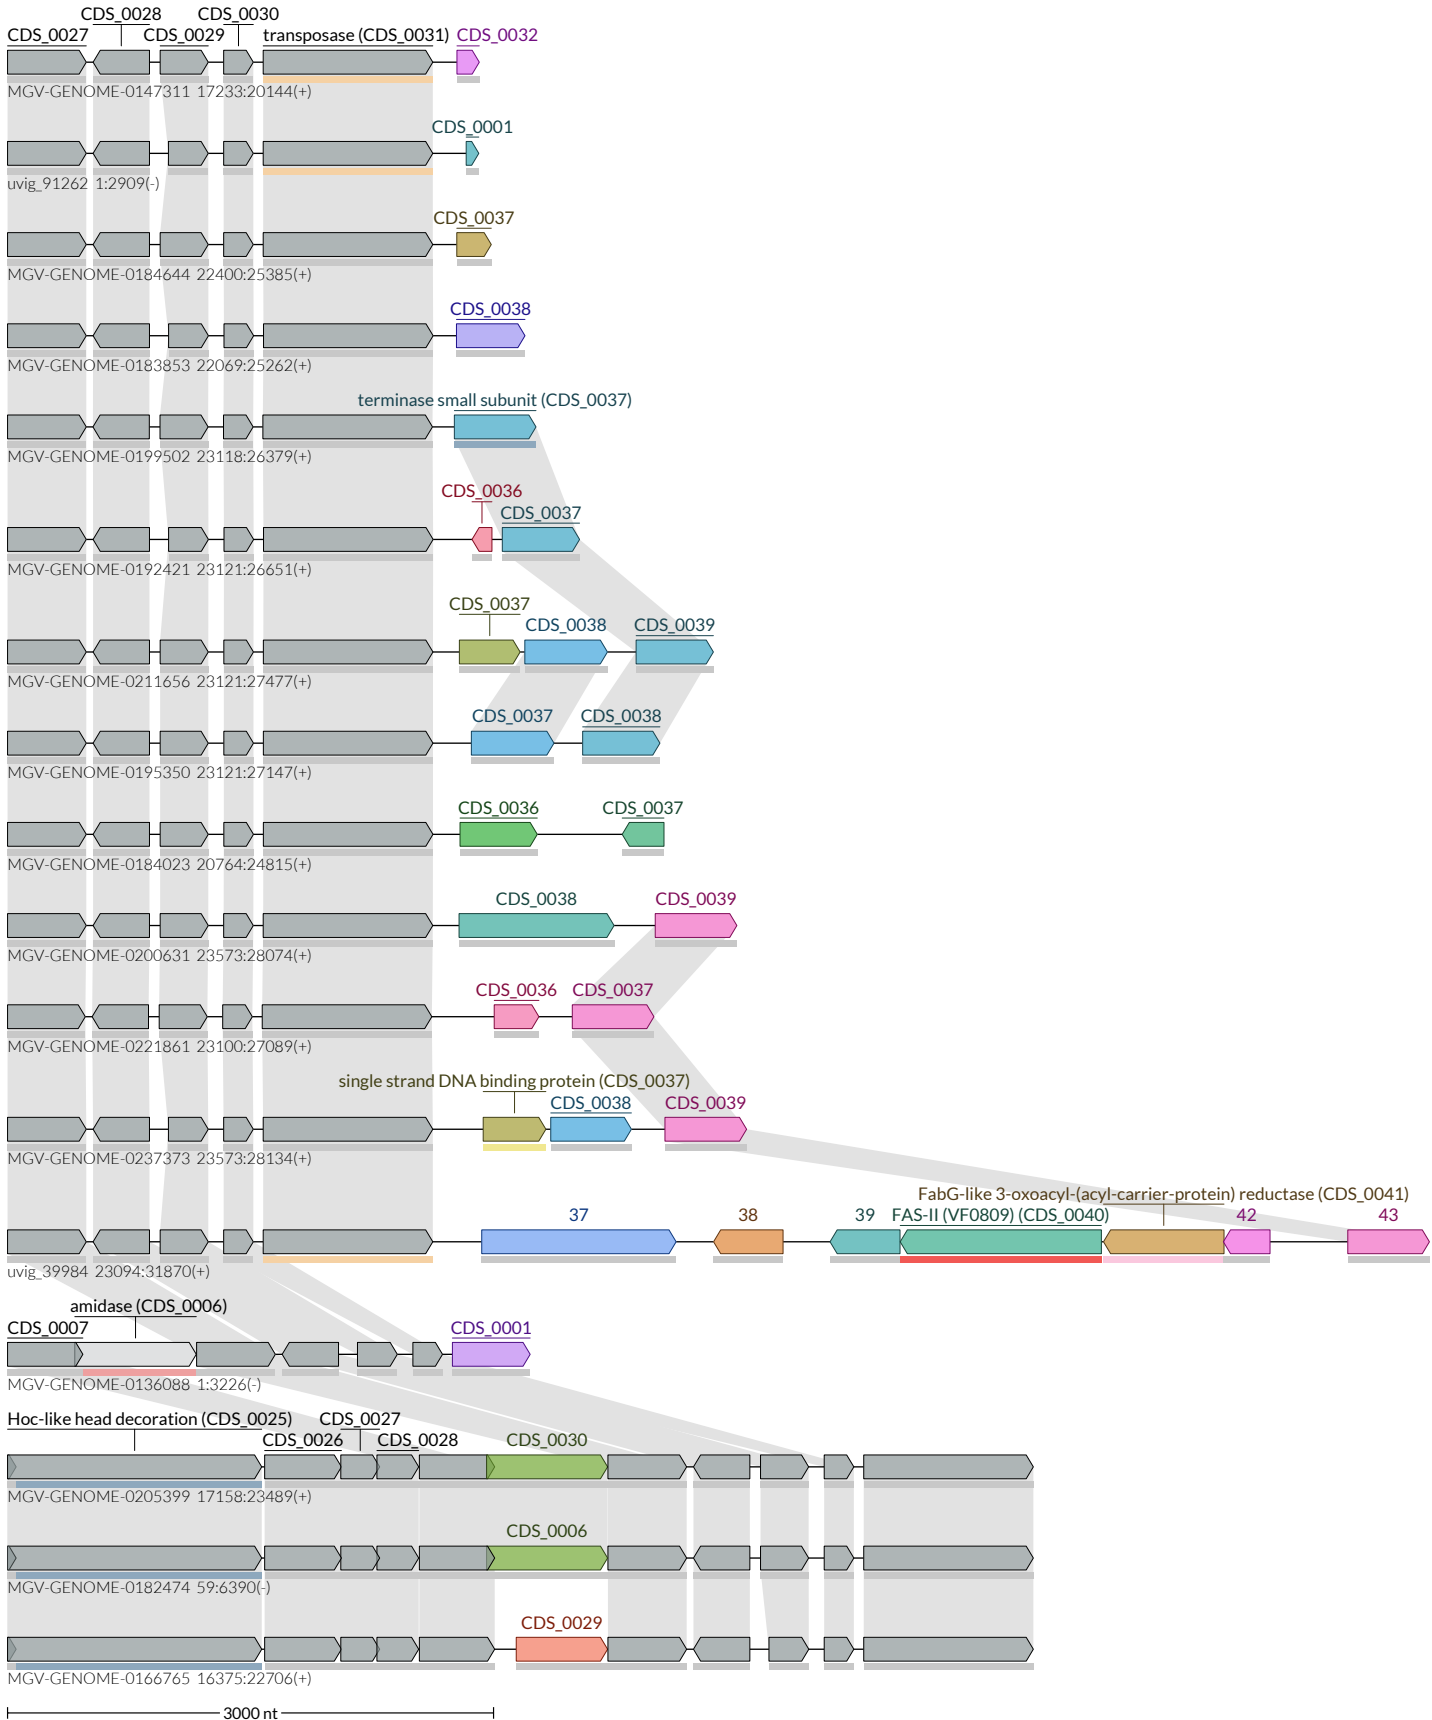 CDS_0028 CDS_0030
CDS_0027 CDS_0029 transposase (CDS_0031) CDS_0032
MGV-GENOME-0147311 17233:20144(+)
CDS_0001
uvig_91262 1:2909(-)
CDS_0037
MGV-GENOME-0184644 22400:25385(+)
CDS_0038
MGV-GENOME-0183853 22069:25262(+)
terminase small subunit (CDS_0037)
MGV-GENOME-0199502 23118:26379(+)
CDS_0036
CDS_0037
MGV-GENOME-0192421 23121:26651(+)
CDS_0037
CDS_0038 CDS_0039
MGV-GENOME-0211656 23121:27477(+)
CDS_0037 CDS_0038
MGV-GENOME-0195350 23121:27147(+)
CDS_0036 CDS_0037
MGV-GENOME-0184023 20764:24815(+)
CDS_0038 CDS_0039
MGV-GENOME-0200631 23573:28074(+)
CDS_0036 CDS_0037
MGV-GENOME-0221861 23100:27089(+)
single strand DNA binding protein (CDS_0037)
CDS_0038 CDS_0039
MGV-GENOME-0237373 23573:28134(+)
FabG-like 3-oxoacyl-(acyl-carrier-protein) reductase (CDS_0041)
37 38 39 FAS-II (VF0809) (CDS_0040) 42 43
uvig_39984 23094:31870(+)
amidase (CDS_0006)
CDS_0007 CDS_0001
MGV-GENOME-0136088 1:3226(-)
Hoc-like head decoration (CDS_0025) CDS_0027
CDS_0026 CDS_0028 CDS_0030
MGV-GENOME-0205399 17158:23489(+)
CDS_0006
MGV-GENOME-0182474 59:6390(-)
CDS_0029
MGV-GENOME-0166765 16375:22706(+)
3000 nt